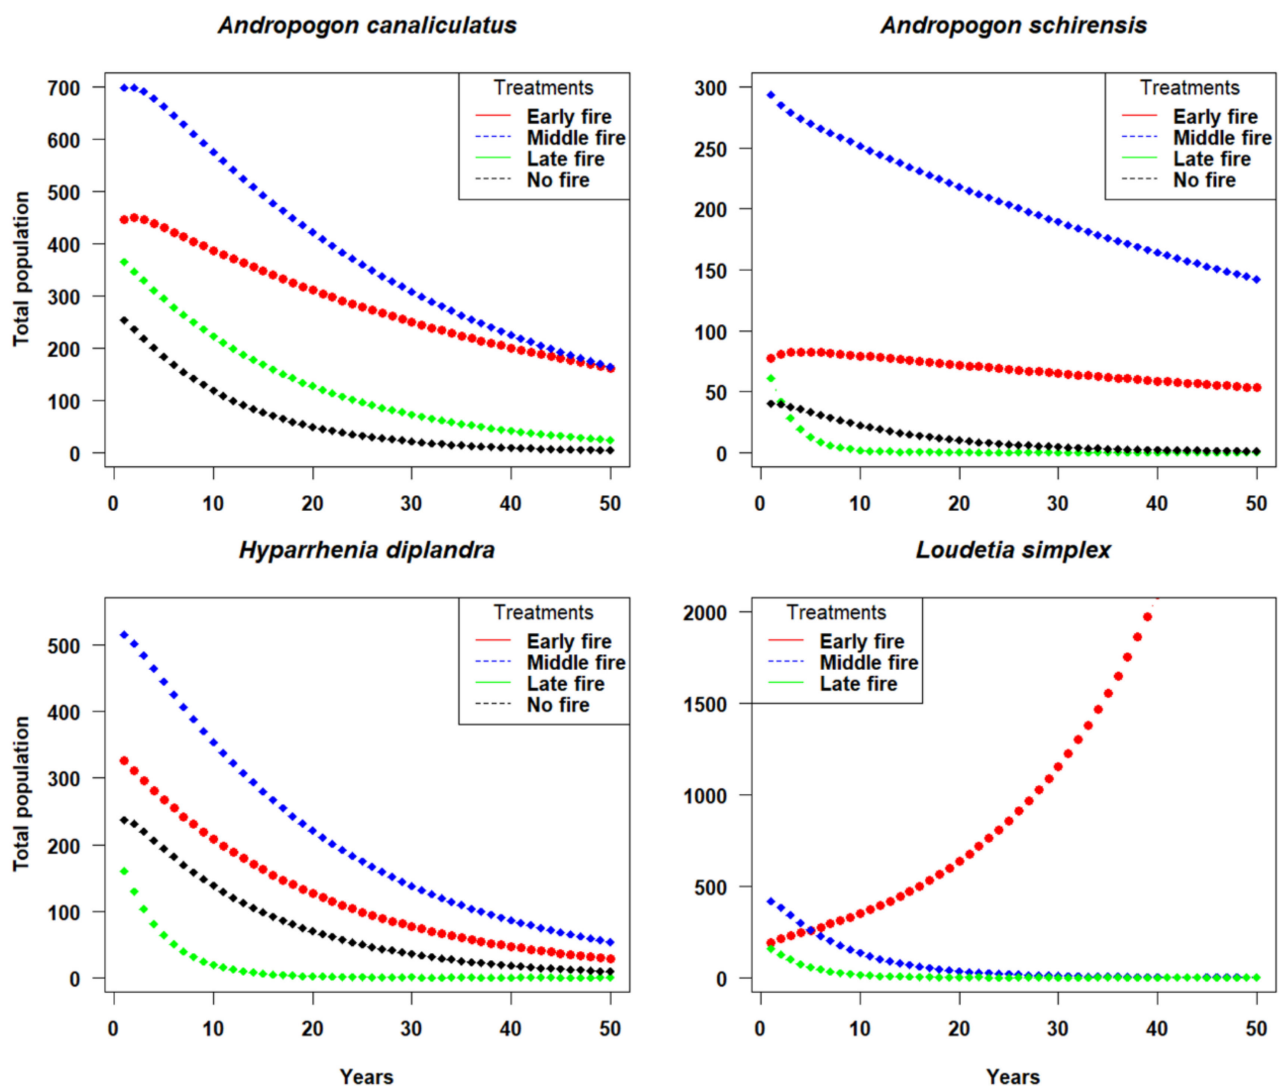 Andropogon canaliculatus
Total population
700
600
500
400
300
200
100
0
0 10 20 30 40 50
Treatments
Early fire
Middle fire
Late fire
No fire
Andropogon schirensis
300
250
200
150
100
50
0
0 10 20 30 40 50
Treatments
Early fire
Middle fire
Late fire
No fire
Hyparrhenia diplandra
Total population
500
400
300
200
100
0
0 10 20 30 40 50
Years
Treatments
Early fire
Middle fire
Late fire
No fire
Loudetia simplex
2000
1500
1000
500
0
0 10 20 30 40 50
Years
Treatments
Early fire
Middle fire
Late fire